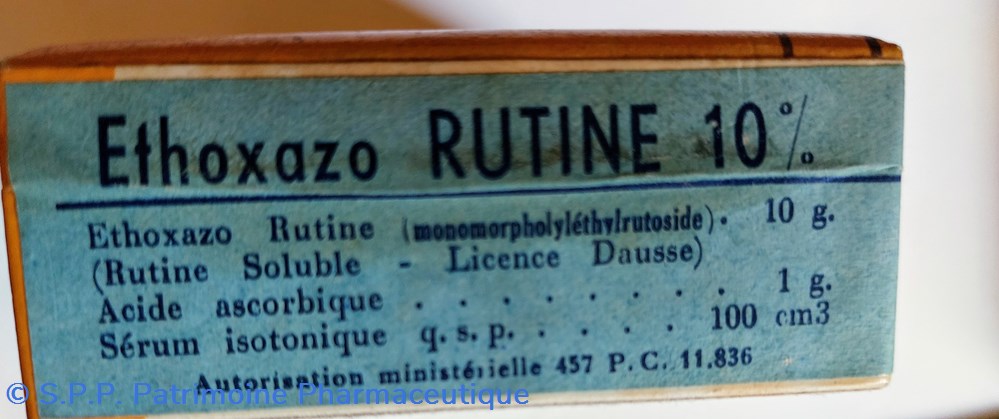 Ethoxazo RUTINE 10%
Ethoxazo Rutine (monomorpholyléthylrutoside). 10 g.
(Rutine Soluble - Licence Dausse)
Acide ascorbique . . . . . . . . 1 g.
Sérum isotonique q. s. p. . . . . 100 cm3
Autorisation ministérielle 457 P. C. 11.836
© S.P.P. Patrimoine Pharmaceutique